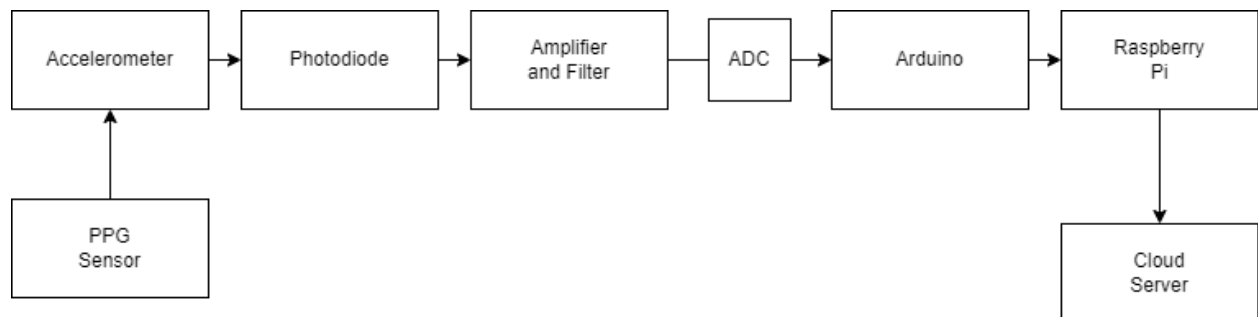 Accelerometer
Photodiode
Amplifier
and Filter
ADC
Arduino
Raspberry
Pi
PPG
Sensor
Cloud
Server